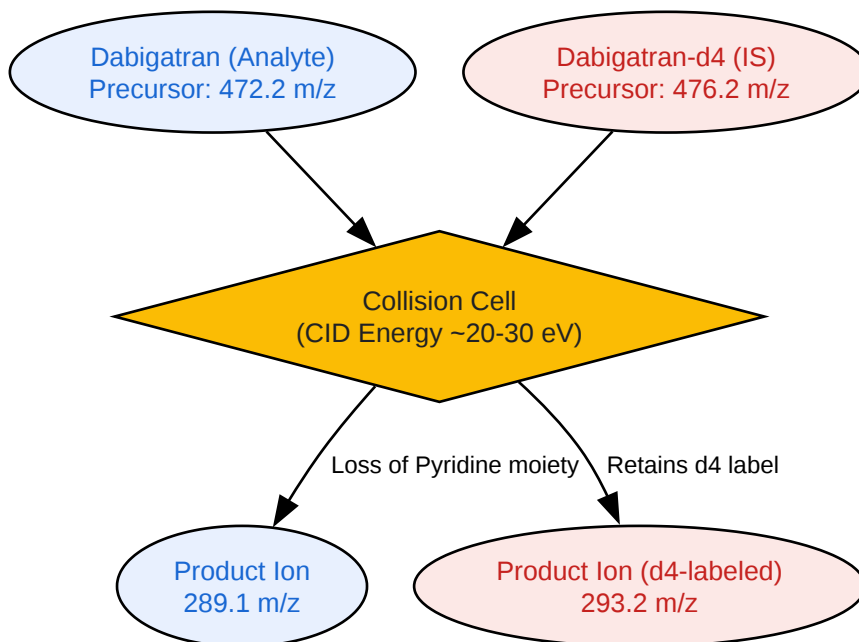 Dabigatran (Analyte)
Precursor: 472.2 m/z
Dabigatran-d4 (IS)
Precursor: 476.2 m/z
Collision Cell
(CID Energy ~20-30 eV)
Loss of Pyridine moiety
Retains d4 label
Product Ion
289.1 m/z
Product Ion (d4-labeled)
293.2 m/z